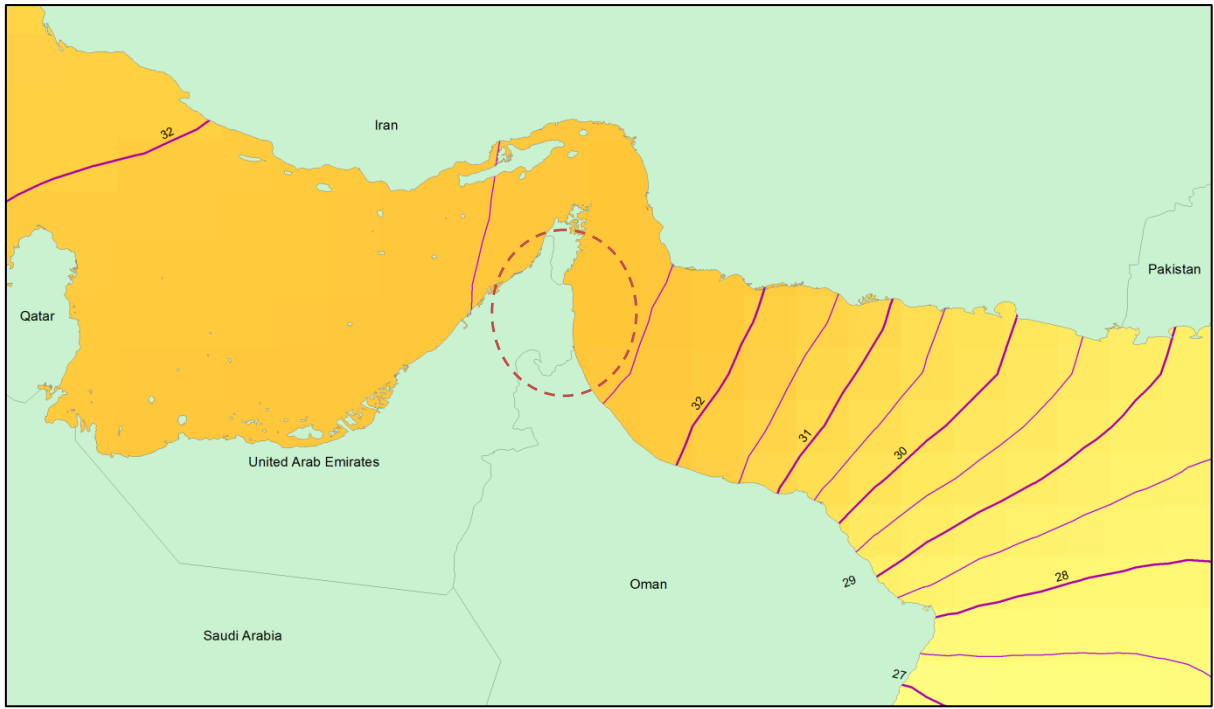 32
Iran
Pakistan
Qatar
32
31
30
United Arab Emirates
29
28
Oman
Saudi Arabia
27